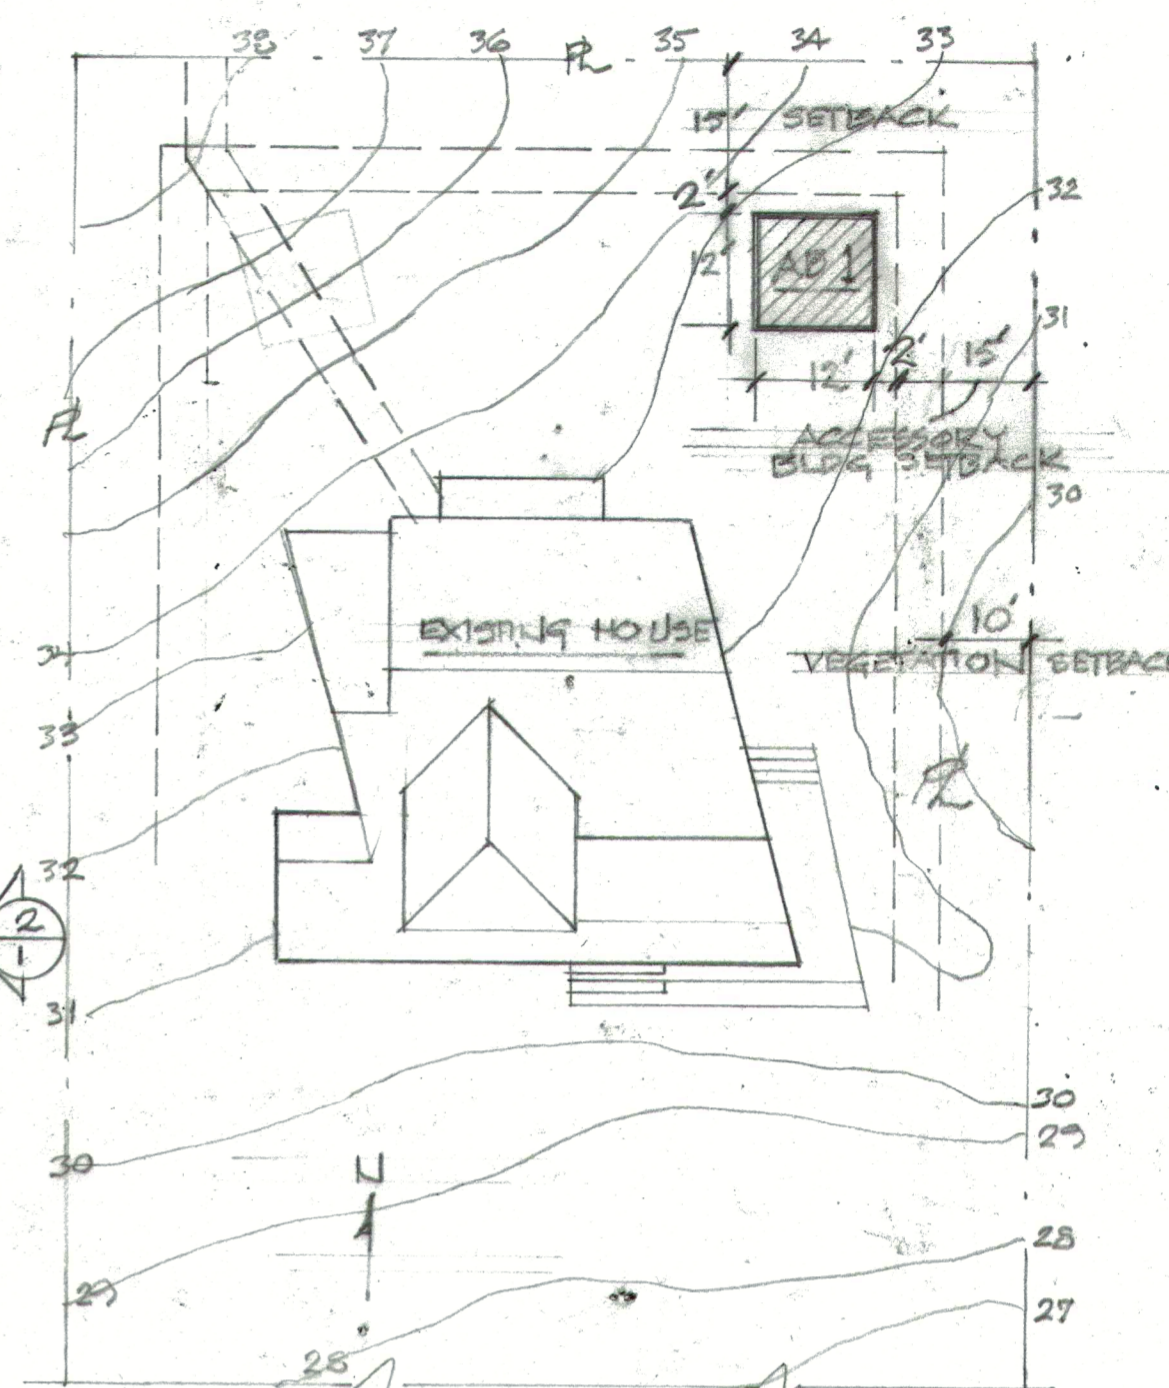 38 37 36 PL 35 34 33
15' SETBACK
2'
32
12' AB 1
31
12' 2' 15'
PL
ACCESSORY
BLDG SETBACK
30
EXISTING HOUSE
10'
VEGETATION SETBACK
34
33
PL
32
2
1
31
30
29
30
N
28
29
27
28